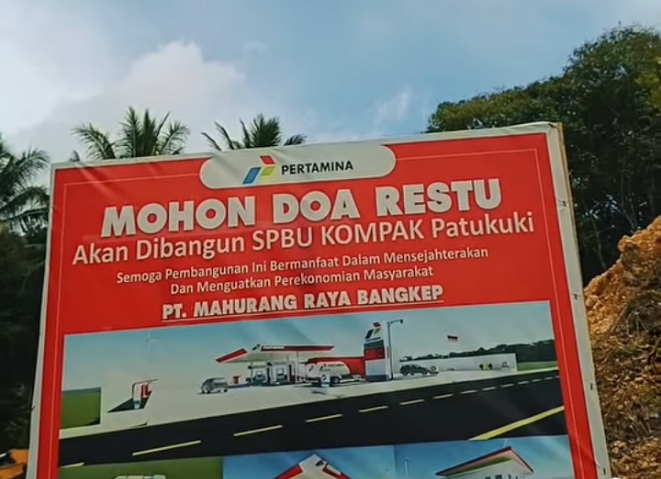 PERTAMINA
MOHON DOA RESTU
Akan Dibangun SPBU KOMPAK Patukuki
Semoga Pembangunan Ini Bermanfaat Dalam Mensejahterakan
Dan Menguatkan Perekonomian Masyarakat
PT. MAHURANG RAYA BANGKEP